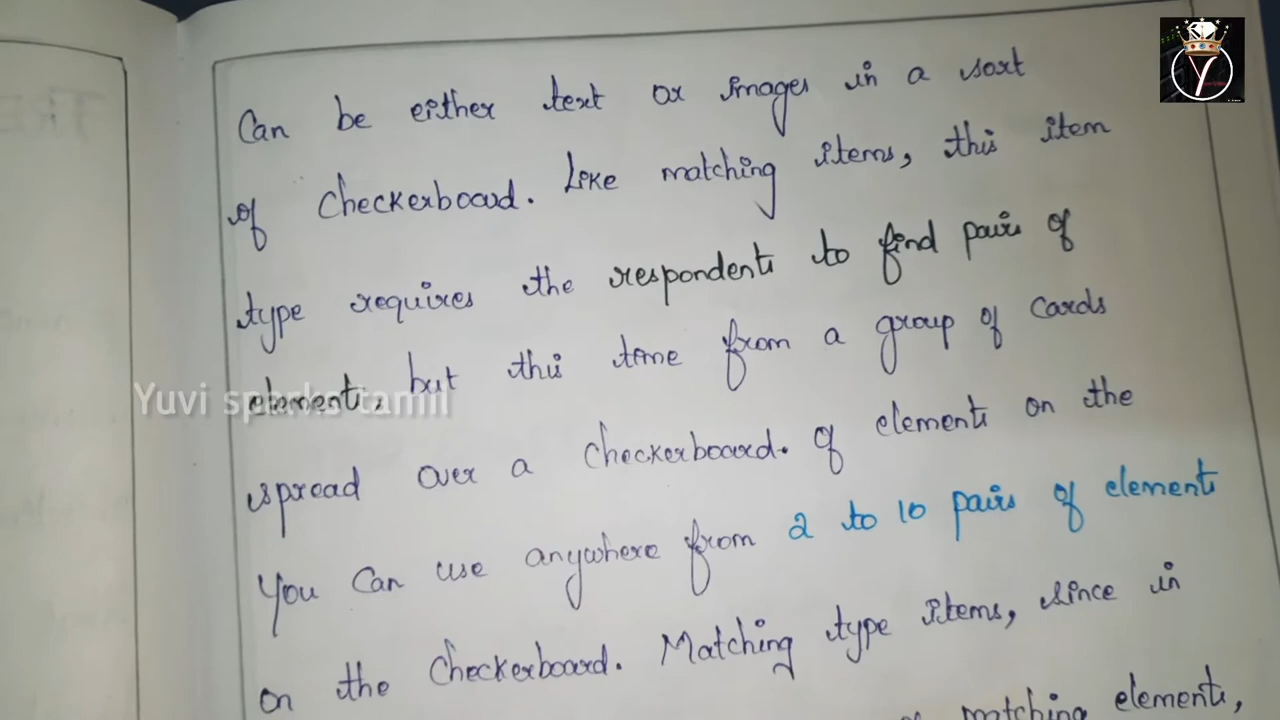 Can be either text or images in a sort
of checkerboard. Like matching items, this item
type requires the respondents to find pairs of
elements, but this time from a group of cards
spread over a checkerboard. of elements on the
You can use anywhere from 2 to 10 pairs of elements
on the checkerboard. Matching type items, since in
matching elements,
Yuvi sparks tamil
Y